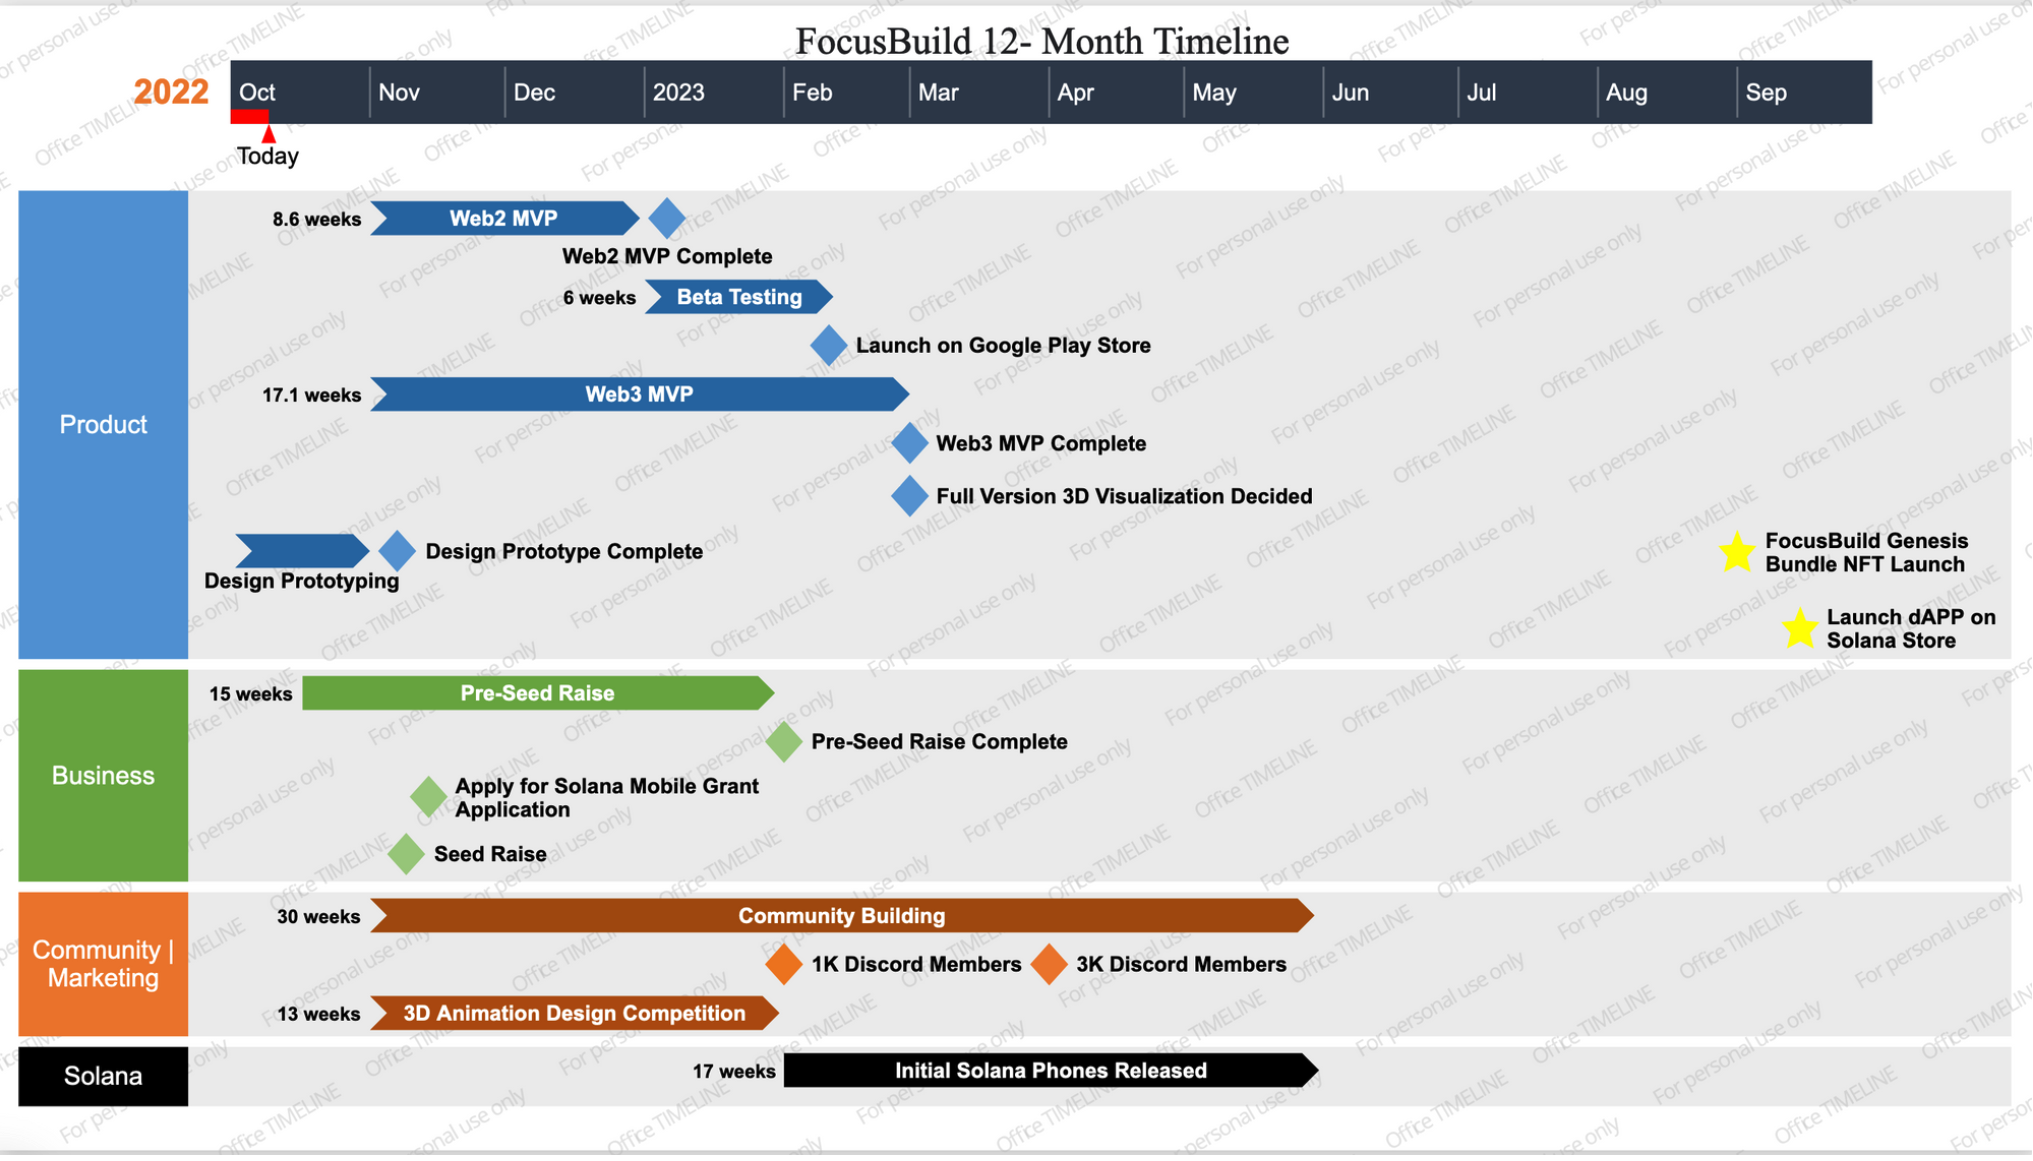 FocusBuild 12- Month Timeline
2022
Oct Nov Dec 2023 Feb Mar Apr May Jun Jul Aug Sep
Today
Product
8.6 weeks
Web2 MVP
Web2 MVP Complete
6 weeks
Beta Testing
Launch on Google Play Store
17.1 weeks
Web3 MVP
Web3 MVP Complete
Full Version 3D Visualization Decided
Design Prototyping
Design Prototype Complete
FocusBuild Genesis
Bundle NFT Launch
Launch dAPP on
Solana Store
Business
15 weeks
Pre-Seed Raise
Pre-Seed Raise Complete
Apply for Solana Mobile Grant
Application
Seed Raise
Community |
Marketing
30 weeks
Community Building
1K Discord Members
3K Discord Members
13 weeks
3D Animation Design Competition
Solana
17 weeks
Initial Solana Phones Released
Office TIMELINE
For personal use only